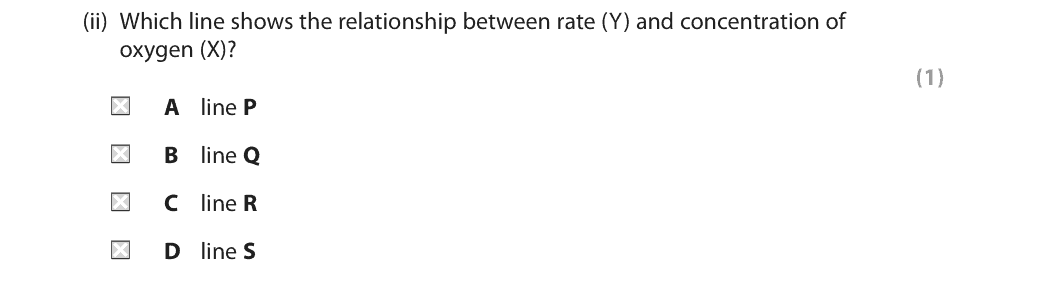 (ii) Which line shows the relationship between rate (Y) and concentration of
oxygen (X)?
(1)
A line P
B line Q
C line R
D line S